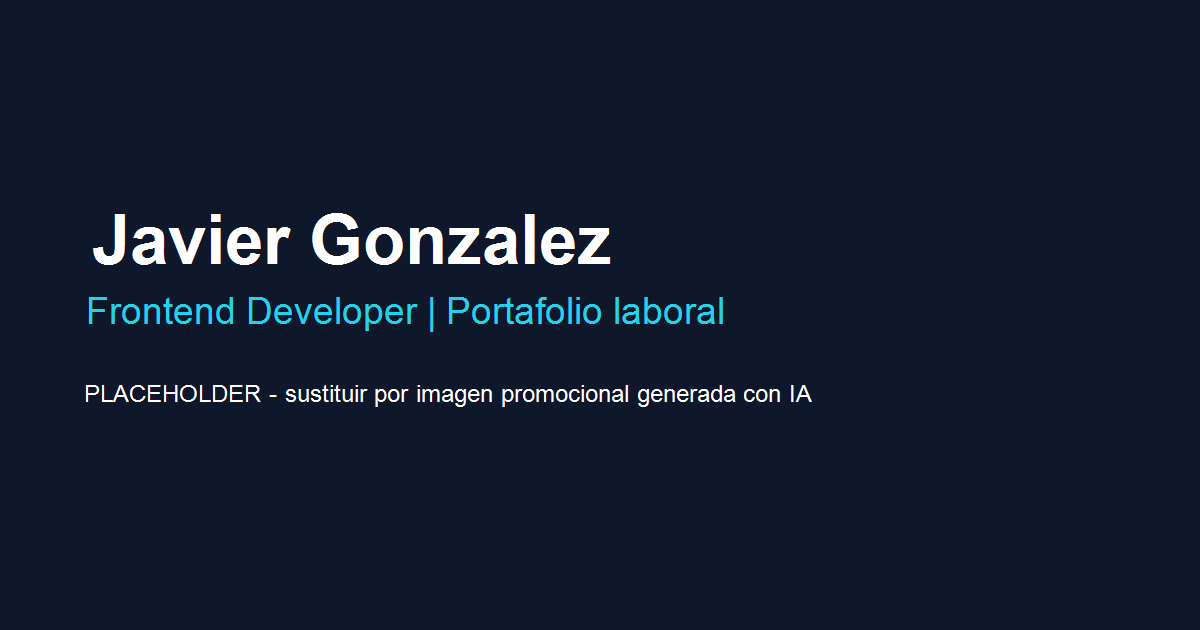 Javier Gonzalez
Frontend Developer | Portafolio laboral
PLACEHOLDER - sustituir por imagen promocional generada con IA